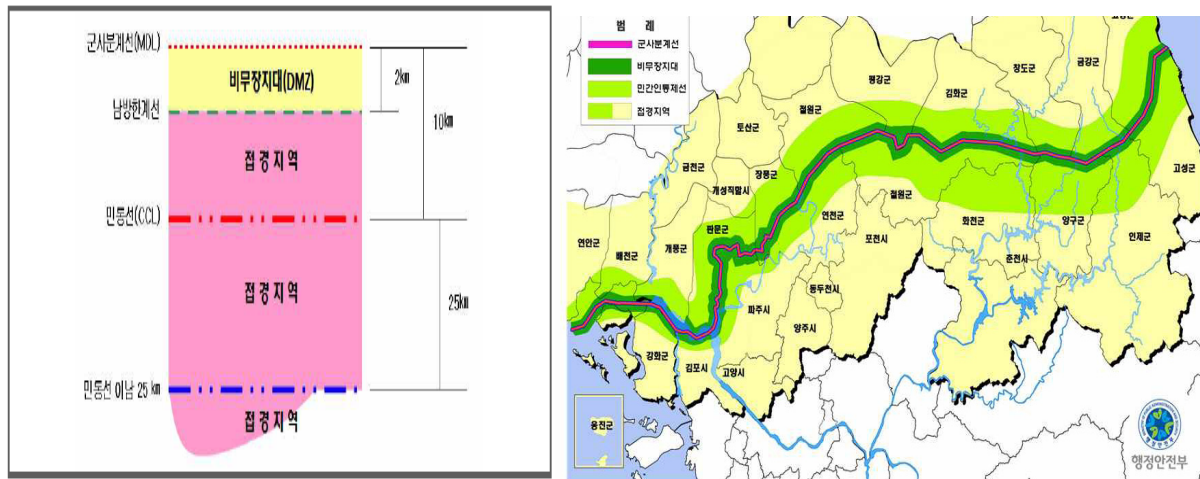 군사분계선(MDL)
비무장지대(DMZ)
2km
남방한계선
10km
접경지역
민통선(CCL)
접경지역
25km
민통선 이남 25 km
접경지역
범 례
군사분계선
비무장지대
민간인통제선
접경지역
고성군
금강군
장도군
평강군
김화군
철원군
토산군
금천군
장풍군
개성직할시
고성군
철원군
연천군
판문군
화천군
양구군
인제군
연안군
배천군
개풍군
포천시
춘천시
동두천시
파주시
양주시
강화군
김포시
고양시
옹진군
행정안전부